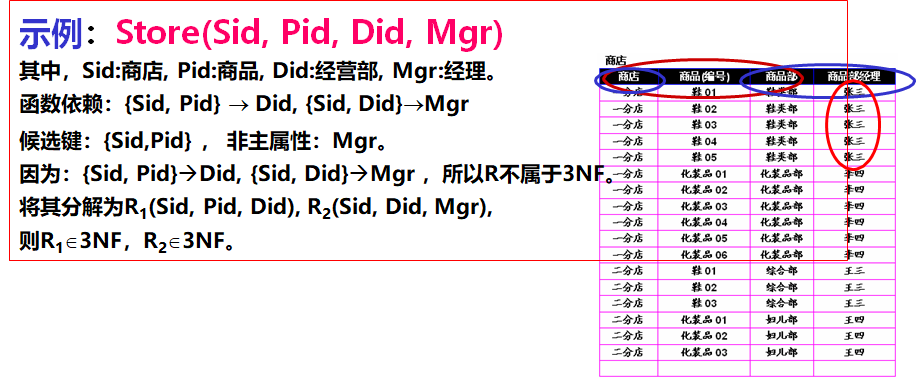 示例：Store(Sid, Pid, Did, Mgr)
其中，Sid:商店, Pid:商品, Did:经营部, Mgr:经理。
函数依赖：{Sid, Pid} → Did, {Sid, Did}→Mgr
候选键：{Sid,Pid} ， 非主属性：Mgr。
因为：{Sid, Pid}→Did, {Sid, Did}→Mgr ，所以R不属于3NF。
将其分解为R₁(Sid, Pid, Did), R₂(Sid, Did, Mgr),
则R₁∈3NF，R₂∈3NF。
商店
商店 商品(编号) 商品部 商品部经理
一分店 鞋 01 鞋类部 张三
一分店 鞋 02 鞋类部 张三
一分店 鞋 03 鞋类部 张三
一分店 鞋 04 鞋类部 张三
一分店 鞋 05 鞋类部 张三
一分店 化装品 01 化装品部 李四
一分店 化装品 02 化装品部 李四
一分店 化装品 03 化装品部 李四
一分店 化装品 04 化装品部 李四
一分店 化装品 05 化装品部 李四
一分店 化装品 06 化装品部 李四
二分店 鞋 01 综合部 王三
二分店 鞋 02 综合部 王三
二分店 鞋 03 综合部 王三
二分店 化装品 01 妇儿部 王四
二分店 化装品 02 妇儿部 王四
二分店 化装品 03 妇儿部 王四